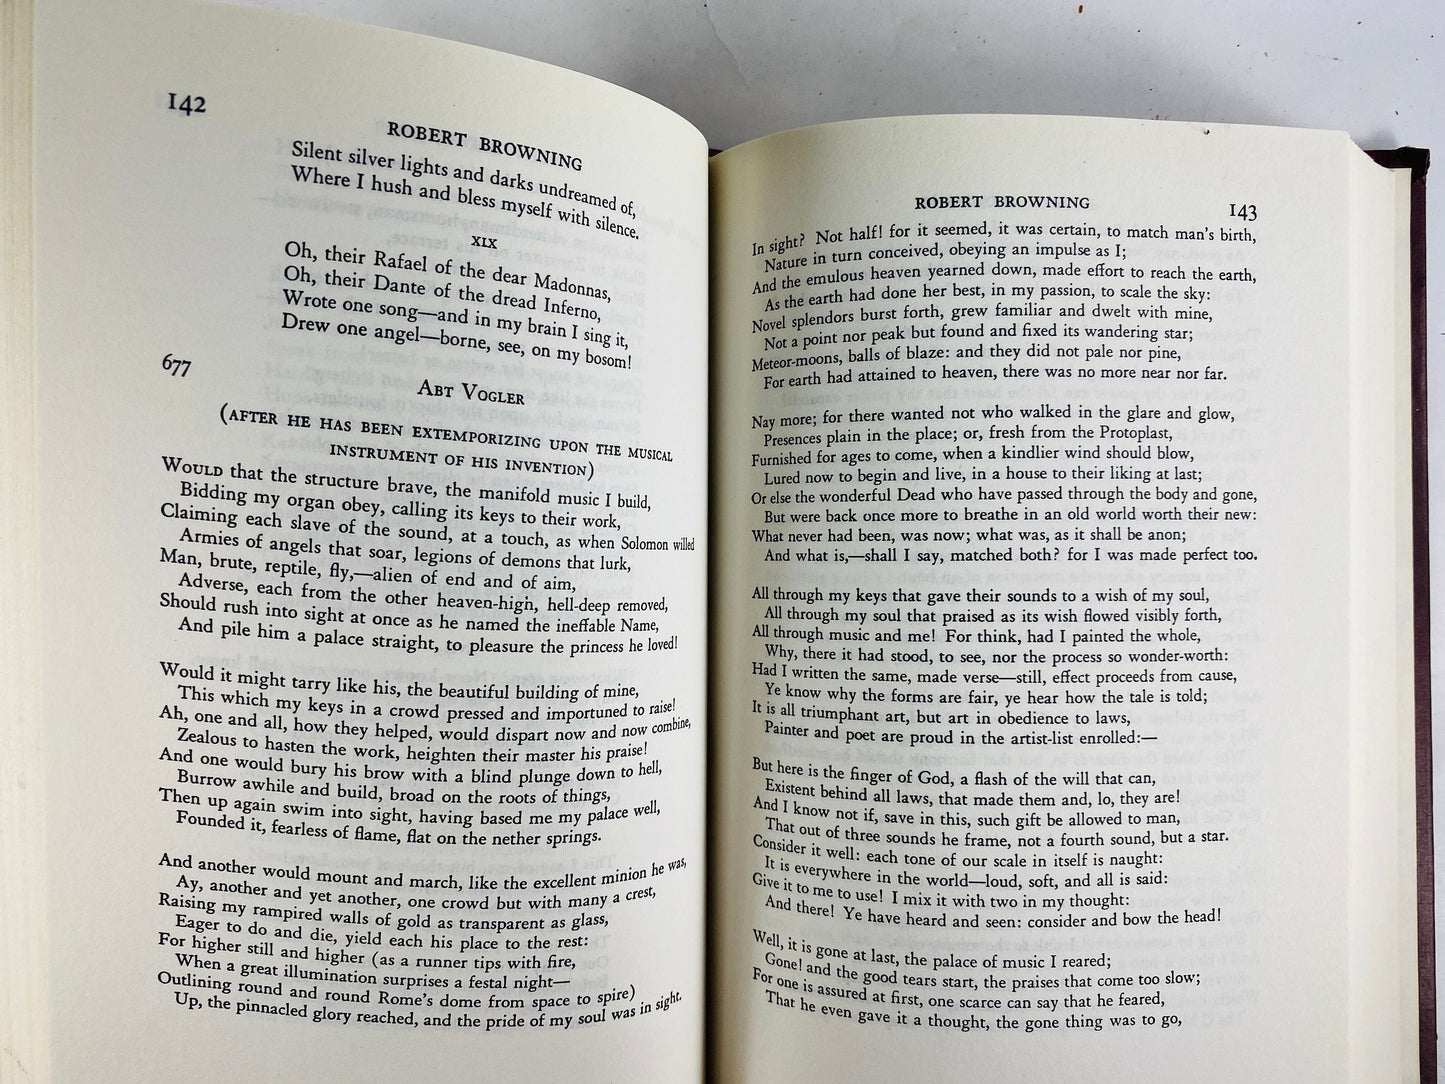 142
ROBERT BROWNING
Silent silver lights and darks undreamed of,
Where I hush and bless myself with silence.
XIX
Oh, their Rafael of the dear Madonnas,
Oh, their Dante of the dread Inferno,
Wrote one song—and in my brain I sing it,
Drew one angel—borne, see, on my bosom!
677
ABT VOGLER
(AFTER HE HAS BEEN EXTEMPORIZING UPON THE MUSICAL
INSTRUMENT OF HIS INVENTION)
WOULD that the structure brave, the manifold music I build,
Bidding my organ obey, calling its keys to their work,
Claiming each slave of the sound, at a touch, as when Solomon willed
Armies of angels that soar, legions of demons that lurk,
Man, brute, reptile, fly,—alien of end and of aim,
Adverse, each from the other heaven-high, hell-deep removed,
Should rush into sight at once as he named the ineffable Name,
And pile him a palace straight, to pleasure the princess he loved!
Would it might tarry like his, the beautiful building of mine,
This which my keys in a crowd pressed and importuned to raise!
Ah, one and all, how they helped, would dispart now and now combine,
Zealous to hasten the work, heighten their master his praise!
And one would bury his brow with a blind plunge down to hell,
Burrow awhile and build, broad on the roots of things,
Then up again swim into sight, having based me my palace well,
Founded it, fearless of flame, flat on the nether springs.
And another would mount and march, like the excellent minion he was,
Ay, another and yet another, one crowd but with many a crest,
Raising my rampired walls of gold as transparent as glass,
Eager to do and die, yield each his place to the rest:
For higher still and higher (as a runner tips with fire,
When a great illumination surprises a festal night—
Outlining round and round Rome's dome from space to spire)
Up, the pinnacled glory reached, and the pride of my soul was in sight.
ROBERT BROWNING
143
In sight? Not half! for it seemed, it was certain, to match man's birth,
Nature in turn conceived, obeying an impulse as I;
And the emulous heaven yearned down, made effort to reach the earth,
As the earth had done her best, in my passion, to scale the sky:
Novel splendors burst forth, grew familiar and dwelt with mine,
Not a point nor peak but found and fixed its wandering star;
Meteor-moons, balls of blaze: and they did not pale nor pine,
For earth had attained to heaven, there was no more near nor far.
Nay more; for there wanted not who walked in the glare and glow,
Presences plain in the place; or, fresh from the Protoplast,
Furnished for ages to come, when a kindlier wind should blow,
Lured now to begin and live, in a house to their liking at last;
Or else the wonderful Dead who have passed through the body and gone,
But were back once more to breathe in an old world worth their new:
What never had been, was now; what was, as it shall be anon;
And what is,—shall I say, matched both? for I was made perfect too.
All through my keys that gave their sounds to a wish of my soul,
All through my soul that praised as its wish flowed visibly forth,
All through music and me! For think, had I painted the whole,
Why, there it had stood, to see, nor the process so wonder-worth:
Had I written the same, made verse—still, effect proceeds from cause,
Ye know why the forms are fair, ye hear how the tale is told;
It is all triumphant art, but art in obedience to laws,
Painter and poet are proud in the artist-list enrolled:—
But here is the finger of God, a flash of the will that can,
Existent behind all laws, that made them and, lo, they are!
And I know not if, save in this, such gift be allowed to man,
That out of three sounds he frame, not a fourth sound, but a star.
Consider it well: each tone of our scale in itself is naught:
It is everywhere in the world—loud, soft, and all is said:
Give it to me to use! I mix it with two in my thought:
And there! Ye have heard and seen: consider and bow the head!
Well, it is gone at last, the palace of music I reared;
Gone! and the good tears start, the praises that come too slow;
For one is assured at first, one scarce can say that he feared,
That he even gave it a thought, the gone thing was to go,